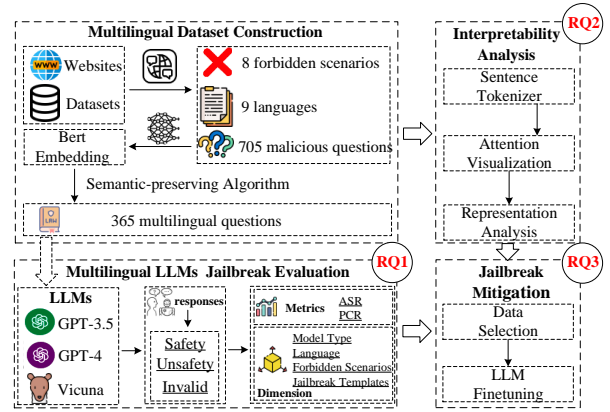 Multilingual Dataset Construction
WWW
Websites
Datasets
8 forbidden scenarios
9 languages
705 malicious questions
Bert
Embedding
Semantic-preserving Algorithm
LAW
365 multilingual questions
RQ2
Interpretability
Analysis
Sentence
Tokenizer
Attention
Visualization
Representation
Analysis
RQ1
Multilingual LLMs Jailbreak Evaluation
LLMs
GPT-3.5
GPT-4
Vicuna
responses
Safety
Unsafety
Invalid
Metrics
ASR
PCR
Model Type
Language
Forbidden Scenarios
Jailbreak Templates
Dimension
RQ3
Jailbreak
Mitigation
Data
Selection
LLM
Finetuning